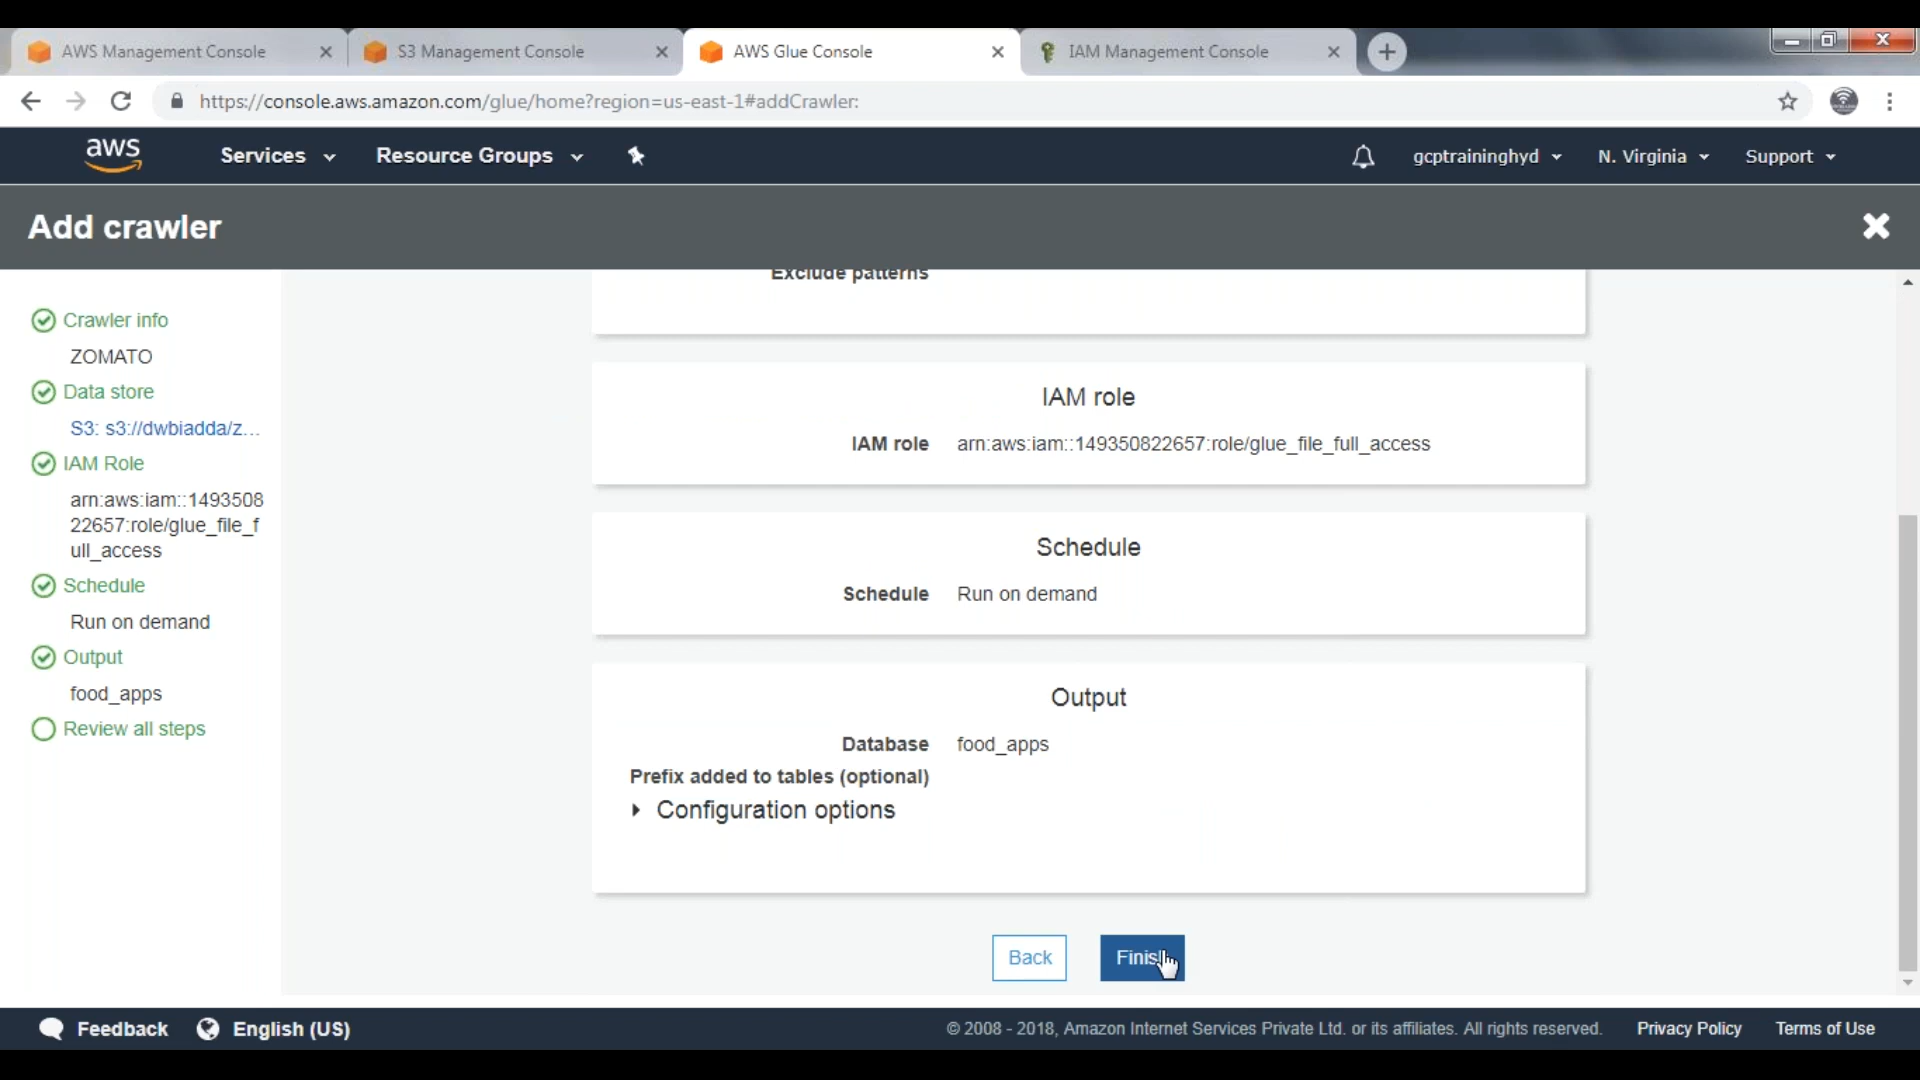 AWS Management Console
S3 Management Console
AWS Glue Console
IAM Management Console
https://console.aws.amazon.com/glue/home?region=us-east-1#addCrawler:
aws
Services
Resource Groups
gcptraininghyd
N. Virginia
Support
Add crawler
Crawler info
ZOMATO
Data store
S3: s3://dwbiadda/z...
IAM Role
arn:aws:iam::1493508
22657:role/glue_file_f
ull_access
Schedule
Run on demand
Output
food_apps
Review all steps
Exclude patterns
IAM role
IAM role arn:aws:iam::149350822657:role/glue_file_full_access
Schedule
Schedule Run on demand
Output
Database food_apps
Prefix added to tables (optional)
Configuration options
Back
Finish
Feedback
English (US)
© 2008 - 2018, Amazon Internet Services Private Ltd. or its affiliates. All rights reserved.
Privacy Policy
Terms of Use